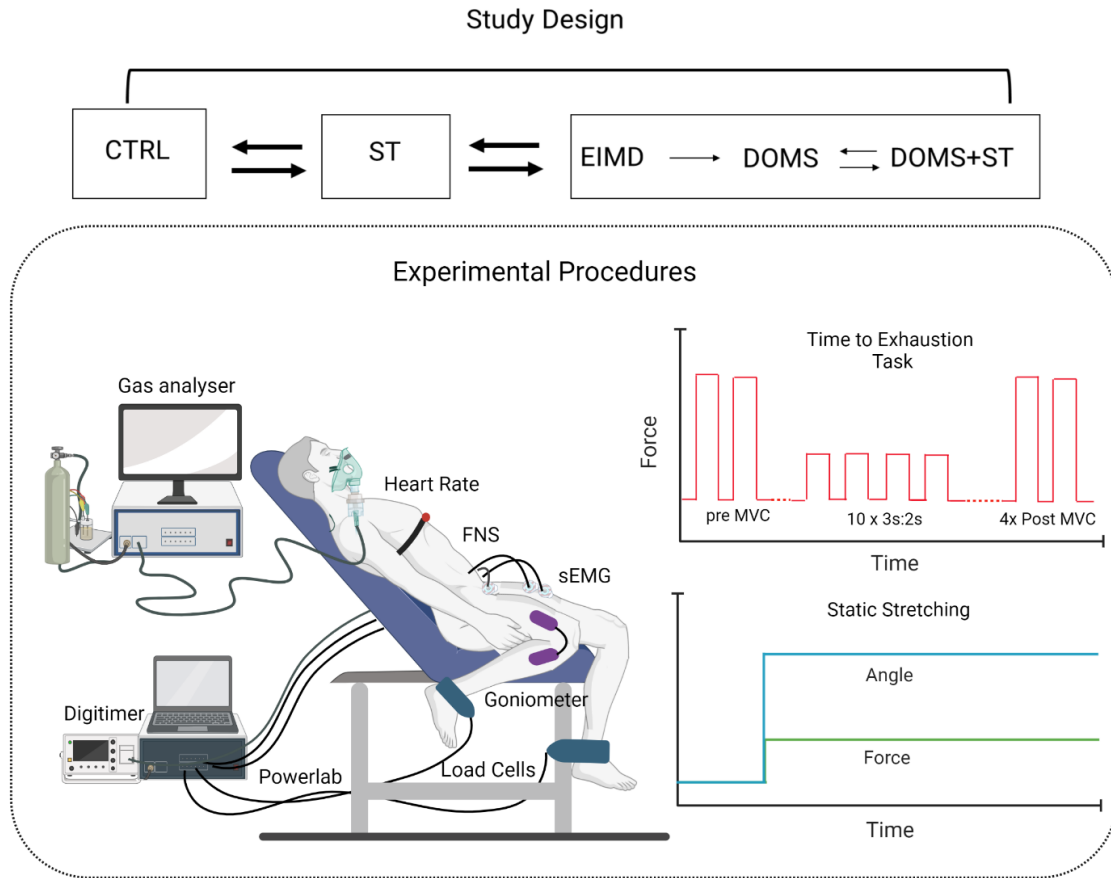 Study Design
CTRL
ST
EIMD
DOMS
DOMS+ST
Experimental Procedures
Gas analyser
Heart Rate
FNS
sEMG
Goniometer
Digitimer
Powerlab
Load Cells
Time to Exhaustion
Task
Force
pre MVC
10 x 3s:2s
4x Post MVC
Time
Static Stretching
Angle
Force
Time